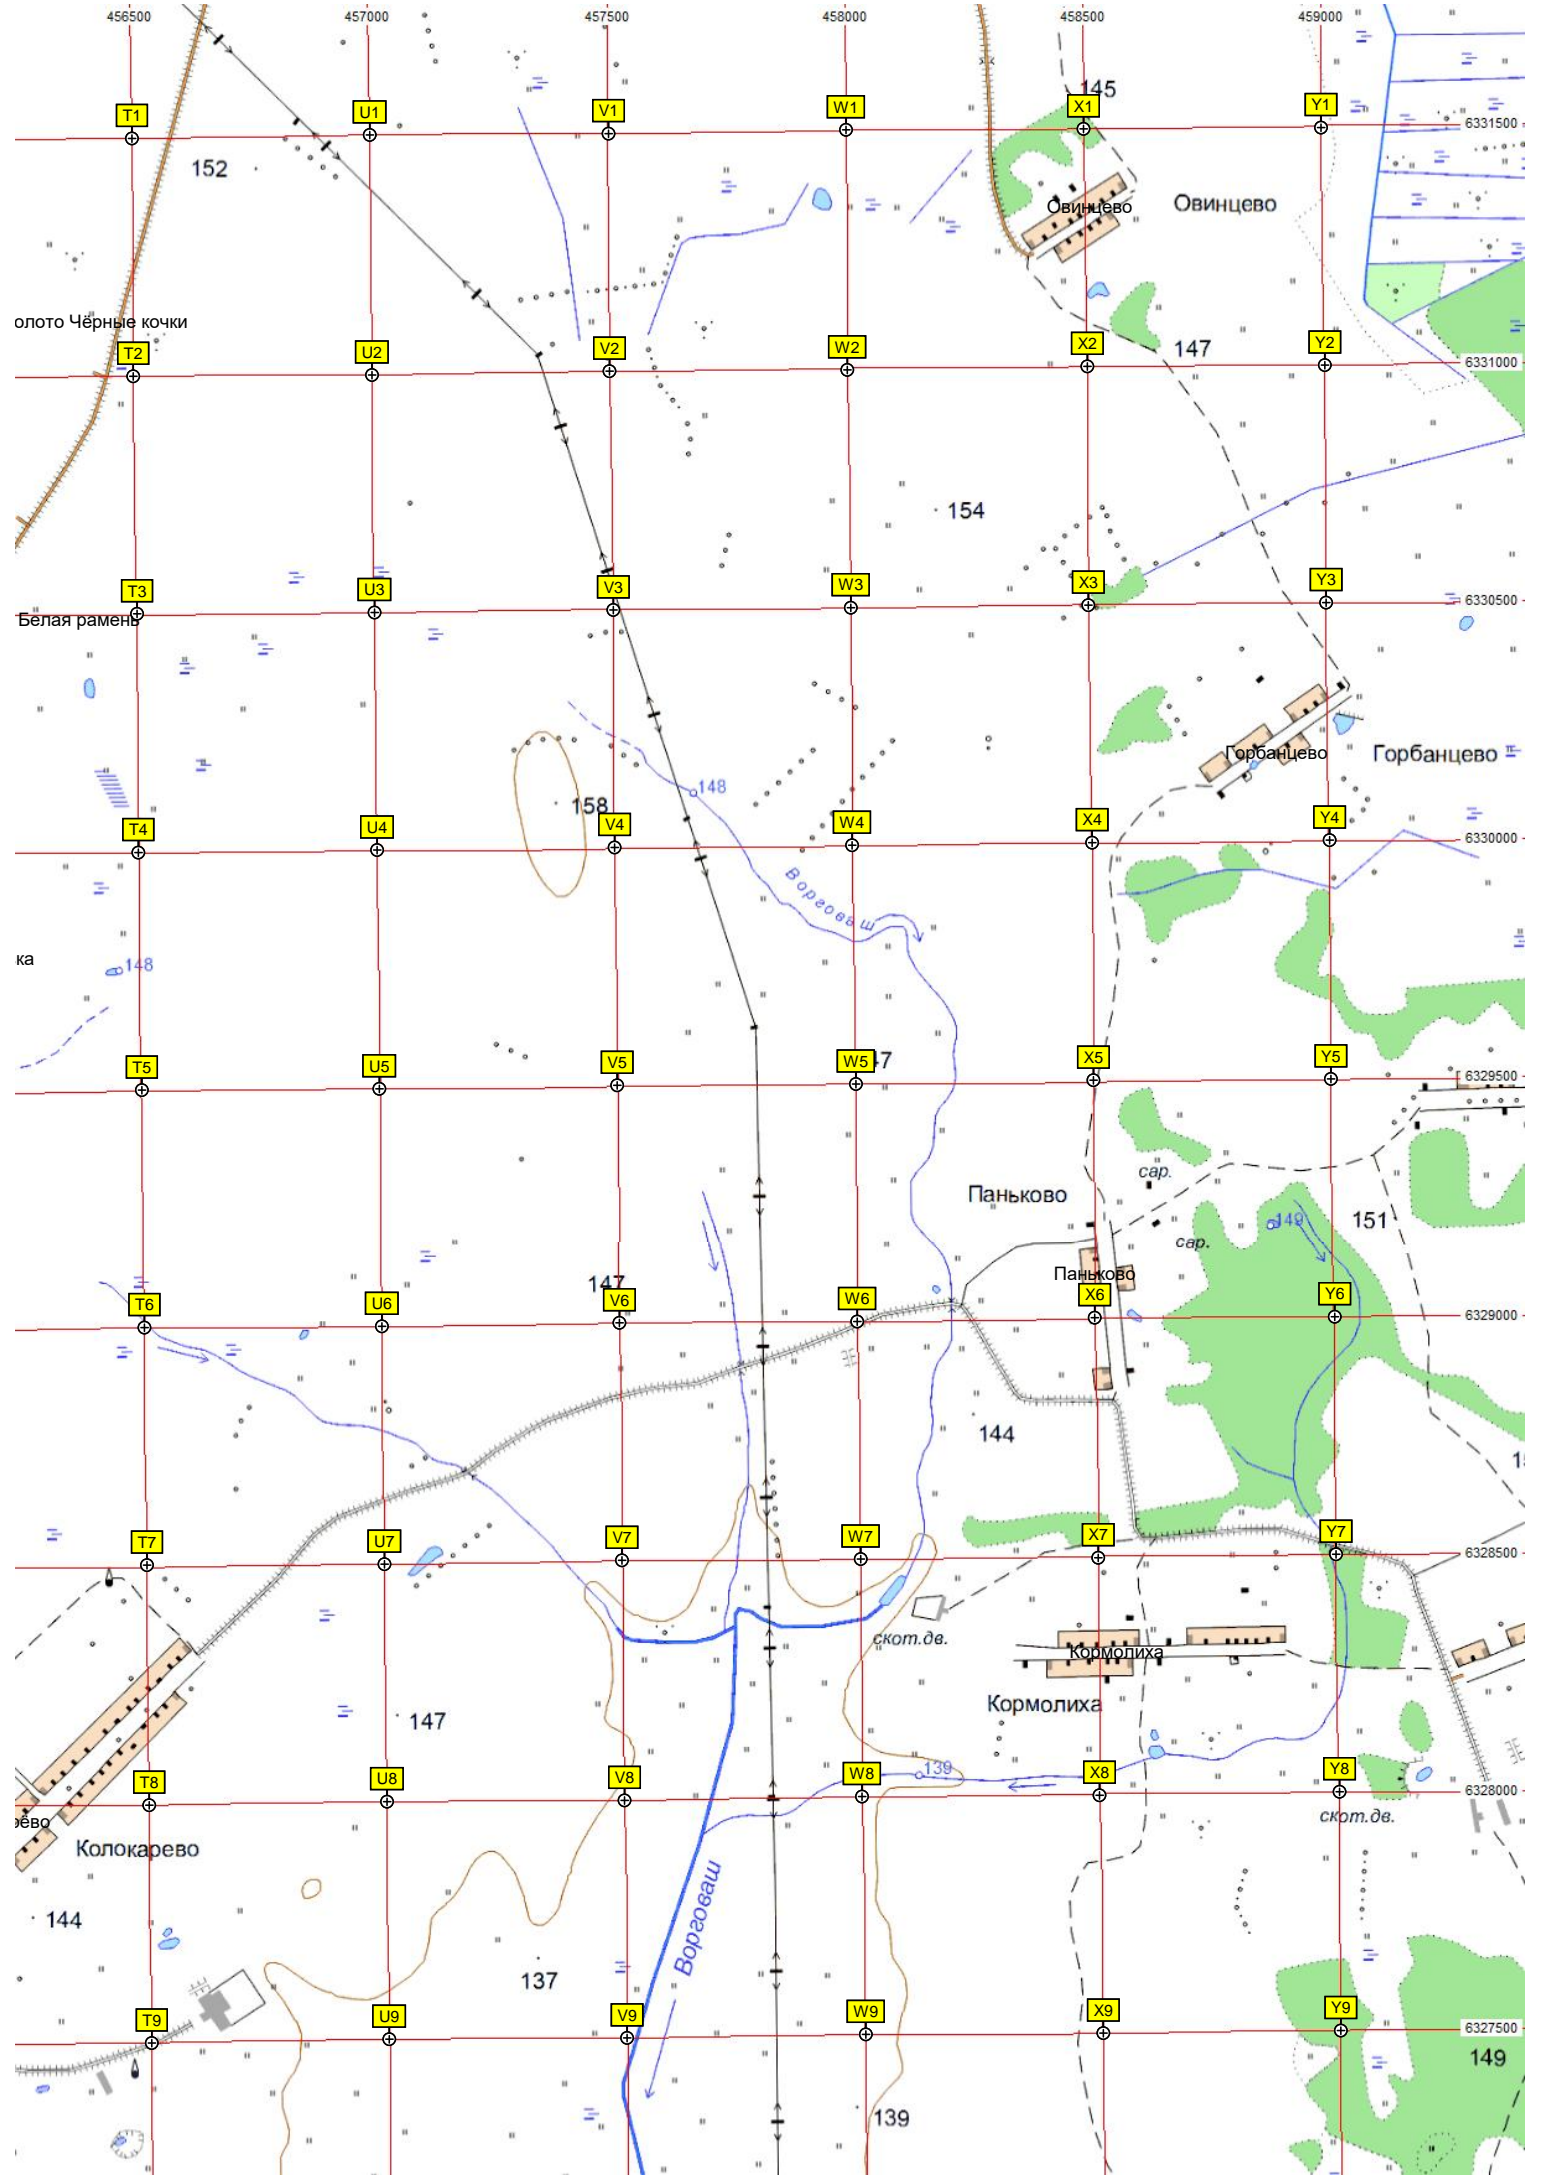 456500 457000 457500 458000 458500 459000
145
T1 U1 V1 W1 X1 Y1 6331500
152
Овинцево Овинцево
олото Чёрные кочки
T2 U2 V2 W2 X2 147 Y2 6331000
154
T3 U3 V3 W3 X3 Y3 6330500
Белая рамень
Горбанцево Горбанцево
148
158
T4 U4 V4 W4 X4 Y4 6330000
Ворговаш
ка 148
T5 U5 V5 W5 47 X5 Y5 6329500
сар.
Паньково
149 151
сар.
Паньково
147
T6 U6 V6 W6 X6 Y6 6329000
144
1
T7 U7 V7 W7 X7 Y7 6328500
скот.дв.
Кормолиха
Кормолиха
147
139
T8 U8 V8 W8 X8 Y8 6328000
скот.дв.
рёво
Колокарево
Ворговаш
144
137
T9 U9 V9 W9 X9 Y9 6327500
149
139